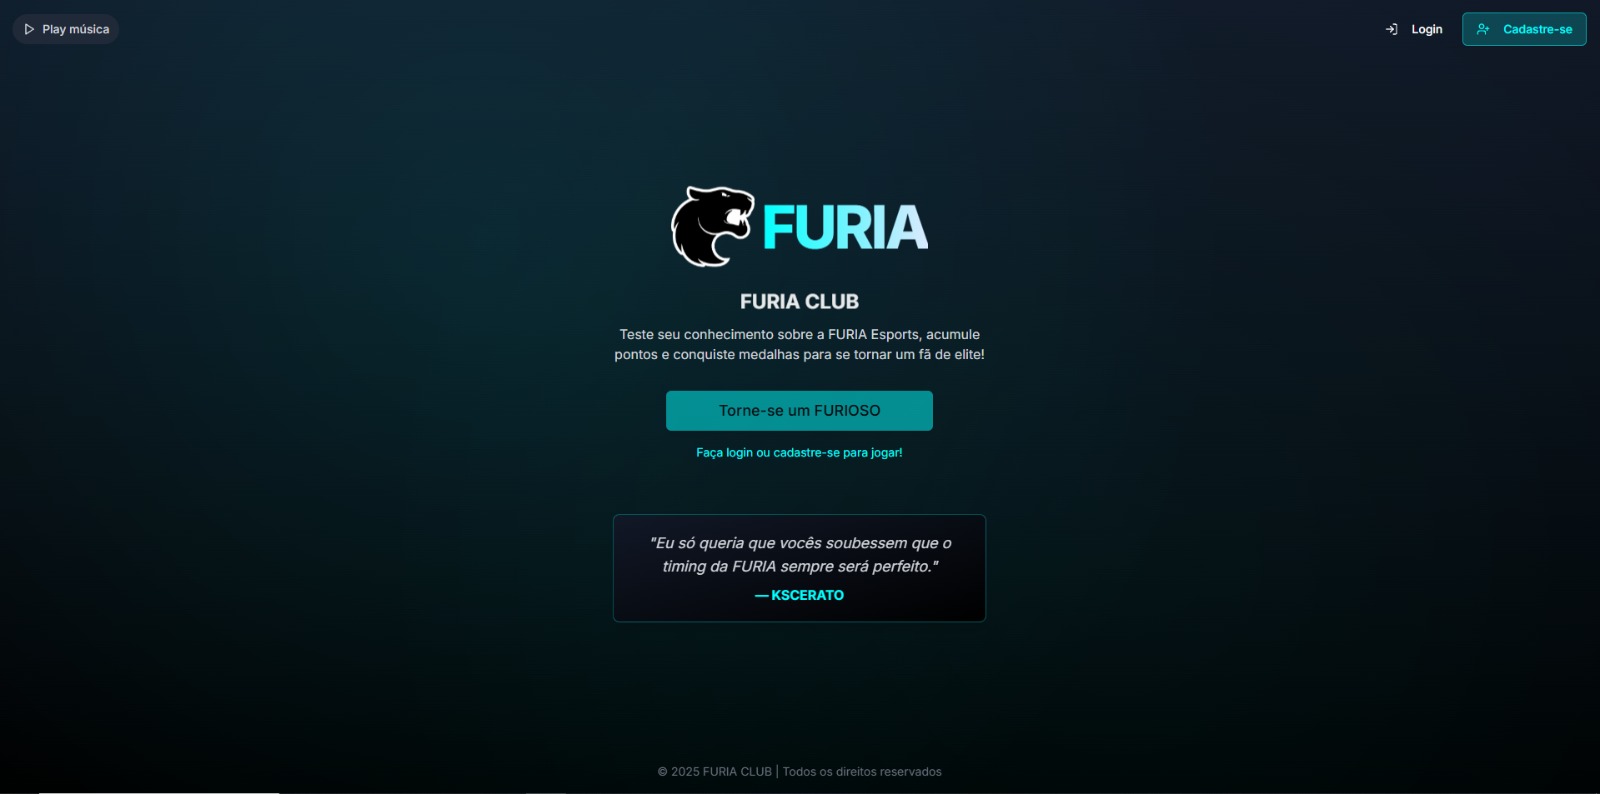 Play música
Login
Cadastre-se
FURIA
FURIA CLUB
Teste seu conhecimento sobre a FURIA Esports, acumule
pontos e conquiste medalhas para se tornar um fã de elite!
Torne-se um FURIOSO
Faça login ou cadastre-se para jogar!
"Eu só queria que vocês soubessem que o
timing da FURIA sempre será perfeito."
— KSCERATO
© 2025 FURIA CLUB | Todos os direitos reservados